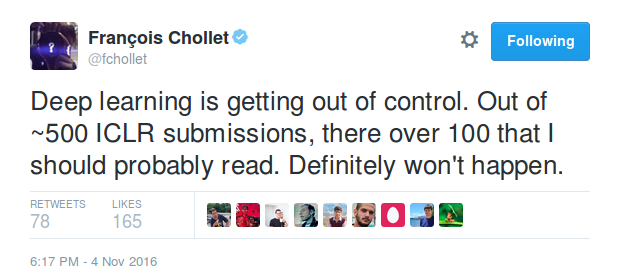 François Chollet
@fchollet
Following
Deep learning is getting out of control. Out of
~500 ICLR submissions, there over 100 that I
should probably read. Definitely won't happen.
RETWEETS LIKES
78 165
6:17 PM - 4 Nov 2016